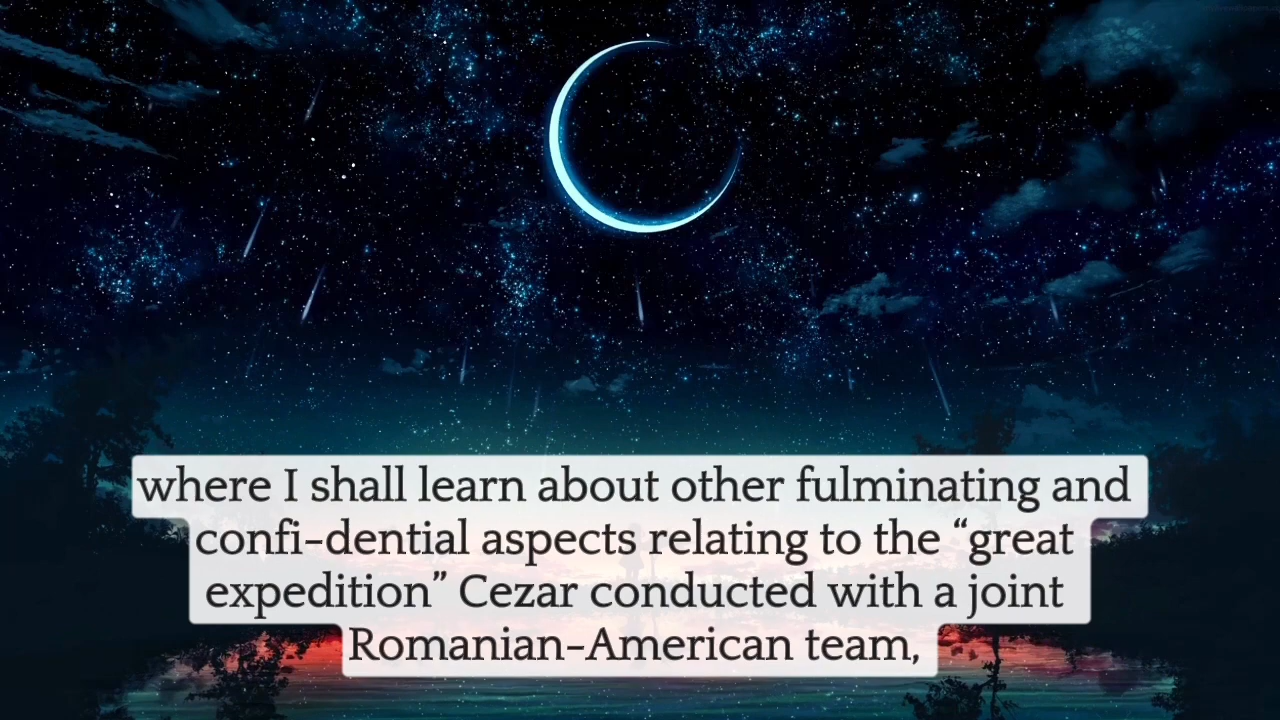 where I shall learn about other fulminating and
confi-dential aspects relating to the “great
expedition” Cezar conducted with a joint
Romanian-American team,